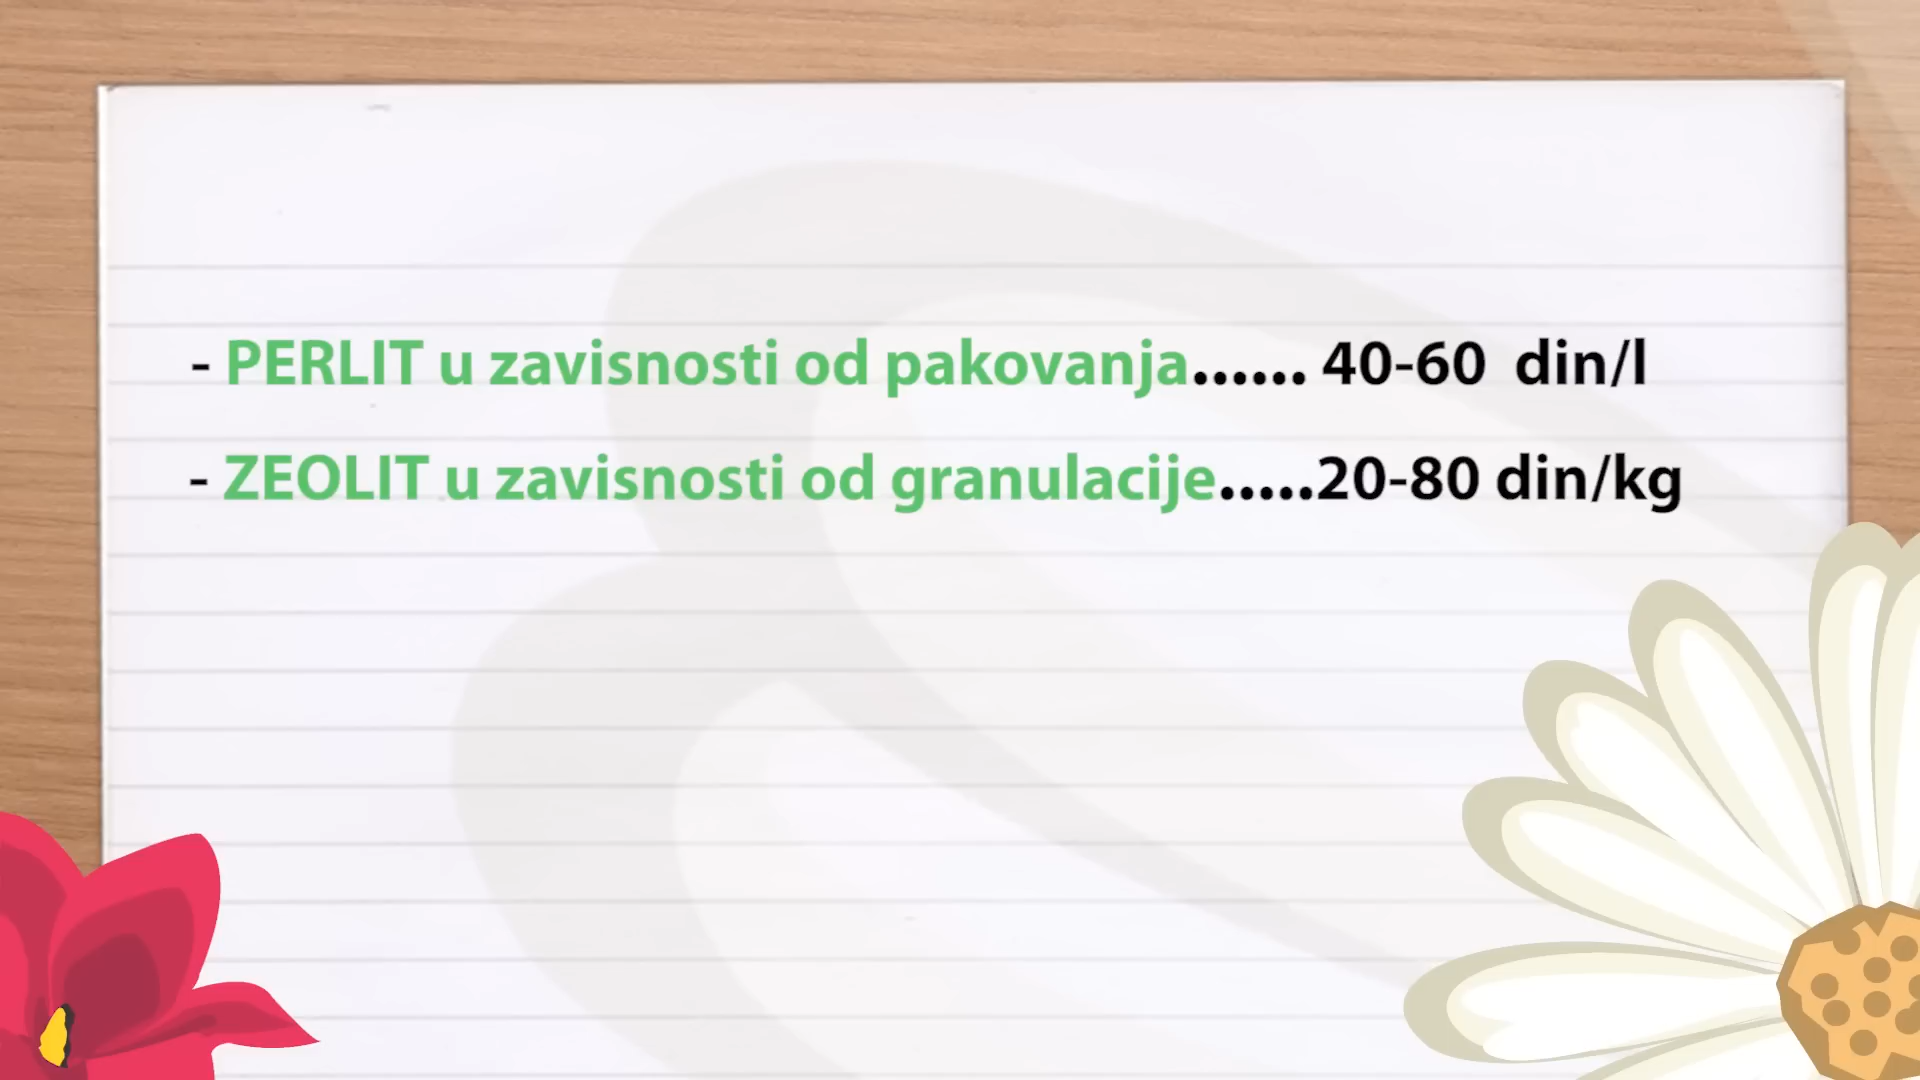 - PERLIT u zavisnosti od pakovanja...... 40-60 din/l
- ZEOLIT u zavisnosti od granulacije.....20-80 din/kg